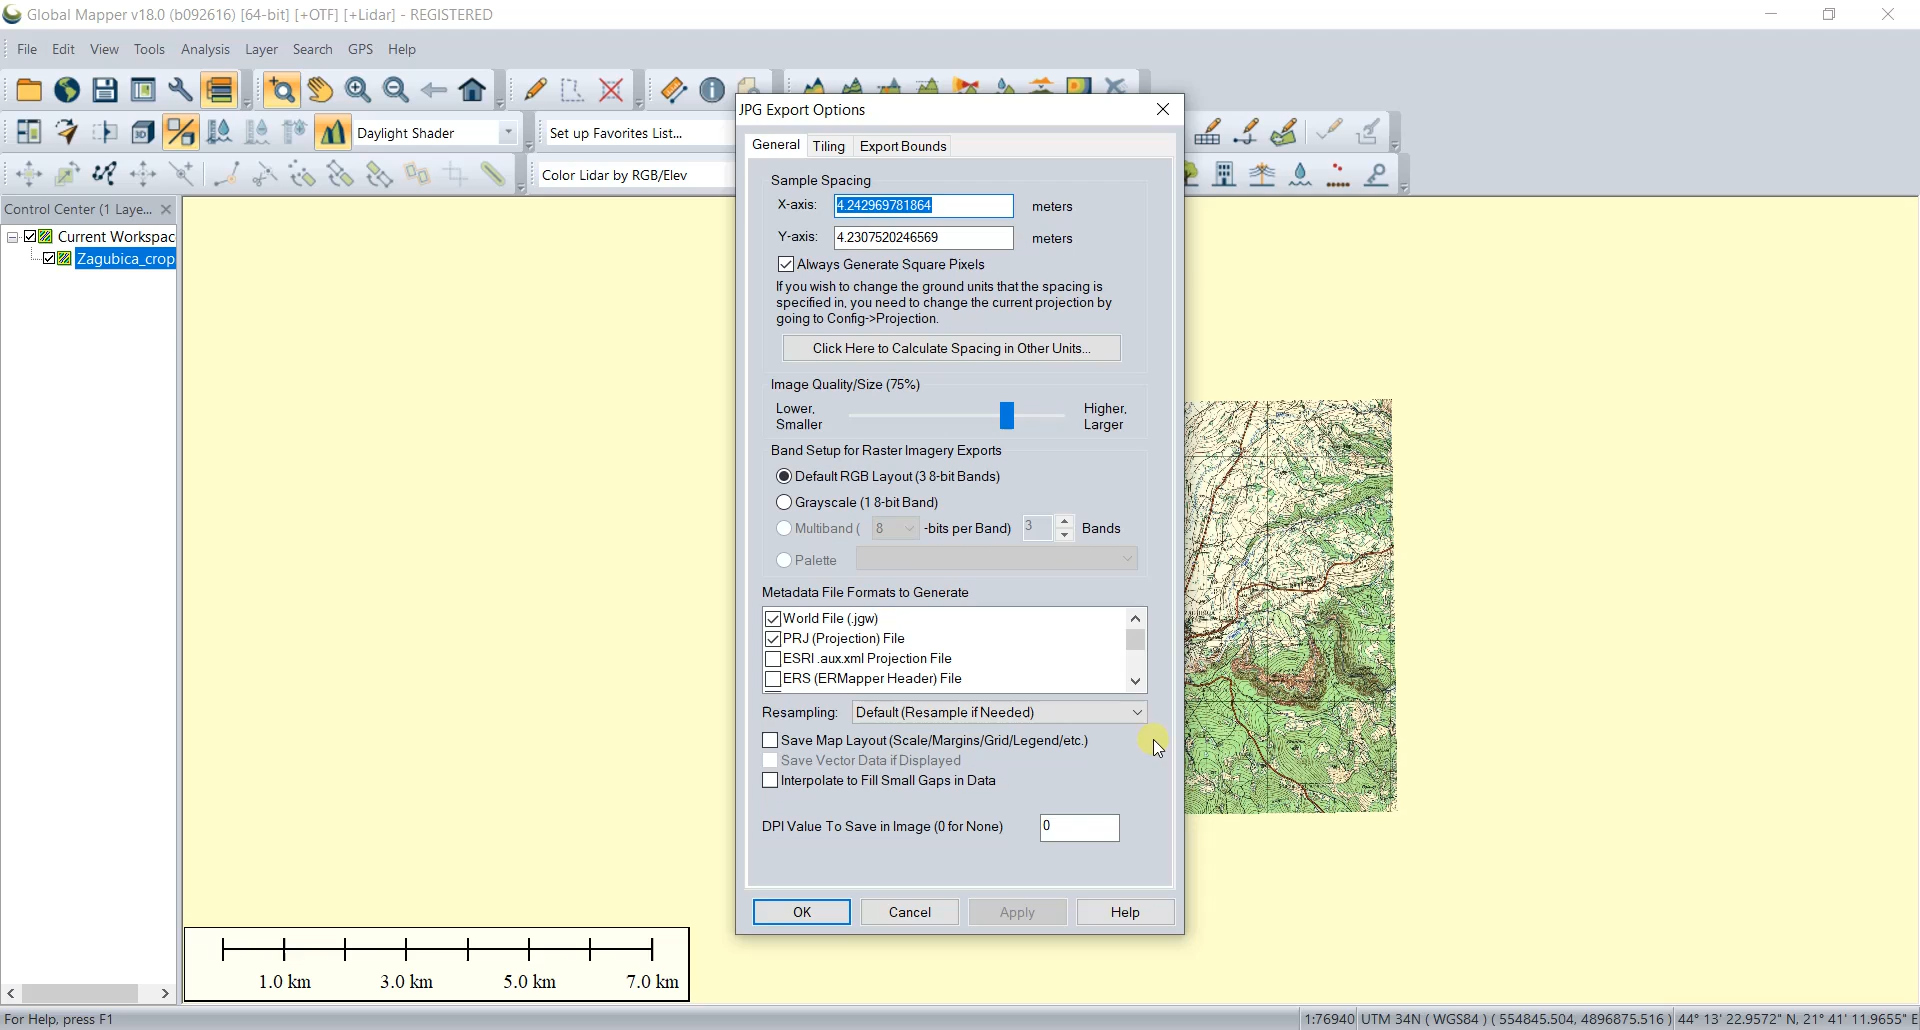 Global Mapper v18.0 (b092616) [64-bit] [+OTF] [+Lidar] - REGISTERED
File Edit View Tools Analysis Layer Search GPS Help
JPG Export Options
Daylight Shader
Set up Favorites List...
General Tiling Export Bounds
3D
Color Lidar by RGB/Elev
Control Center (1 Laye...
Current Workspac
Zagubica_crop
Sample Spacing
X-axis: 4.242969781864 meters
Y-axis: 4.2307520246569 meters
Always Generate Square Pixels
If you wish to change the ground units that the spacing is
specified in, you need to change the current projection by
going to Config->Projection.
Click Here to Calculate Spacing in Other Units...
Image Quality/Size (75%)
Lower, Higher,
Smaller Larger
Band Setup for Raster Imagery Exports
Default RGB Layout (3 8-bit Bands)
Grayscale (1 8-bit Band)
Multiband ( 8 -bits per Band) 3 Bands
Palette
Metadata File Formats to Generate
World File (.jgw)
PRJ (Projection) File
ESRI .aux.xml Projection File
ERS (ERMapper Header) File
Resampling: Default (Resample if Needed)
Save Map Layout (Scale/Margins/Grid/Legend/etc.)
Save Vector Data if Displayed
Interpolate to Fill Small Gaps in Data
DPI Value To Save in Image (0 for None) 0
OK Cancel Apply Help
1.0 km 3.0 km 5.0 km 7.0 km
For Help, press F1
1:76940 UTM 34N ( WGS84 ) ( 554845.504, 4896875.516 ) 44° 13' 22.9572" N, 21° 41' 11.9655" E